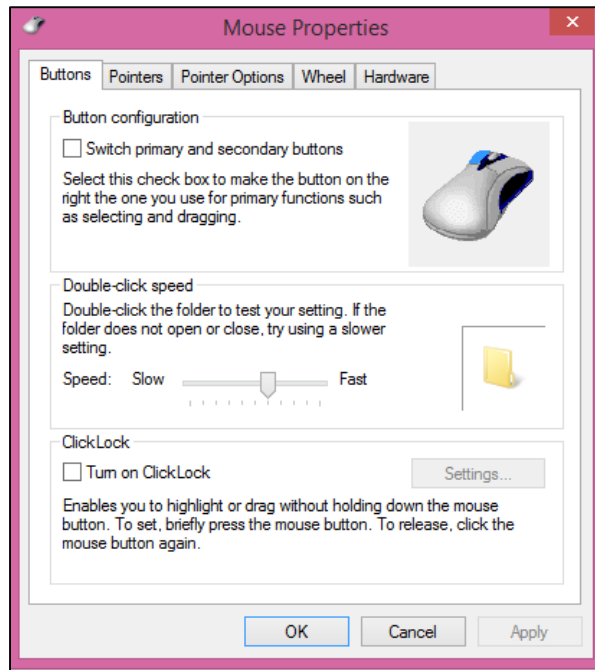 Mouse Properties
Buttons Pointers Pointer Options Wheel Hardware
Button configuration
Switch primary and secondary buttons
Select this check box to make the button on the
right the one you use for primary functions such
as selecting and dragging.
Double-click speed
Double-click the folder to test your setting. If the
folder does not open or close, try using a slower
setting.
Speed: Slow Fast
ClickLock
Turn on ClickLock Settings...
Enables you to highlight or drag without holding down the mouse
button. To set, briefly press the mouse button. To release, click the
mouse button again.
OK Cancel Apply